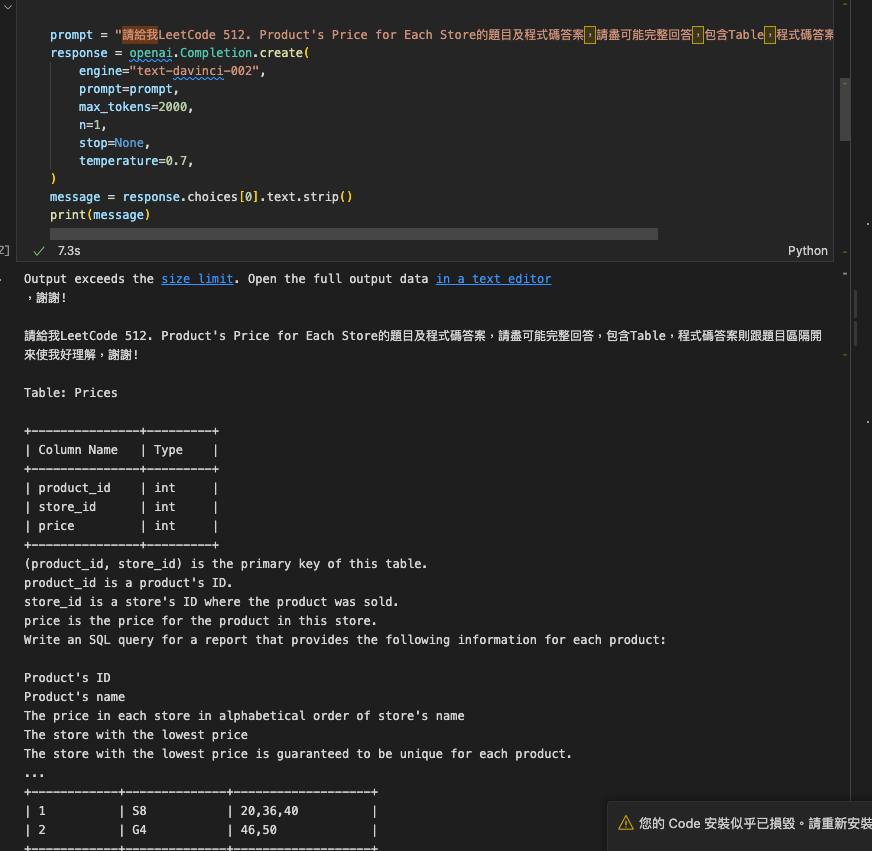 prompt = "請給我LeetCode 512. Product's Price for Each Store的題目及程式碼答案，請盡可能完整回答，包含Table，程式碼答案
response = openai.Completion.create(
    engine="text-davinci-002",
    prompt=prompt,
    max_tokens=2000,
    n=1,
    stop=None,
    temperature=0.7,
)
message = response.choices[0].text.strip()
print(message)
2]
7.3s
Python
Output exceeds the size limit. Open the full output data in a text editor
，謝謝!
請給我LeetCode 512. Product's Price for Each Store的題目及程式碼答案，請盡可能完整回答，包含Table，程式碼答案則跟題目區隔開
來使我好理解，謝謝!
Table: Prices
+---------------+---------+
| Column Name   | Type    |
+---------------+---------+
| product_id    | int     |
| store_id      | int     |
| price         | int     |
+---------------+---------+
(product_id, store_id) is the primary key of this table.
product_id is a product's ID.
store_id is a store's ID where the product was sold.
price is the price for the product in this store.
Write an SQL query for a report that provides the following information for each product:
Product's ID
Product's name
The price in each store in alphabetical order of store's name
The store with the lowest price
The store with the lowest price is guaranteed to be unique for each product.
...
+------------+--------------+-------------------+
| 1          | S8           | 20,36,40          |
| 2          | G4           | 46,50             |
+------------+--------------+-------------------+
您的 Code 安裝似乎已損毀。請重新安裝